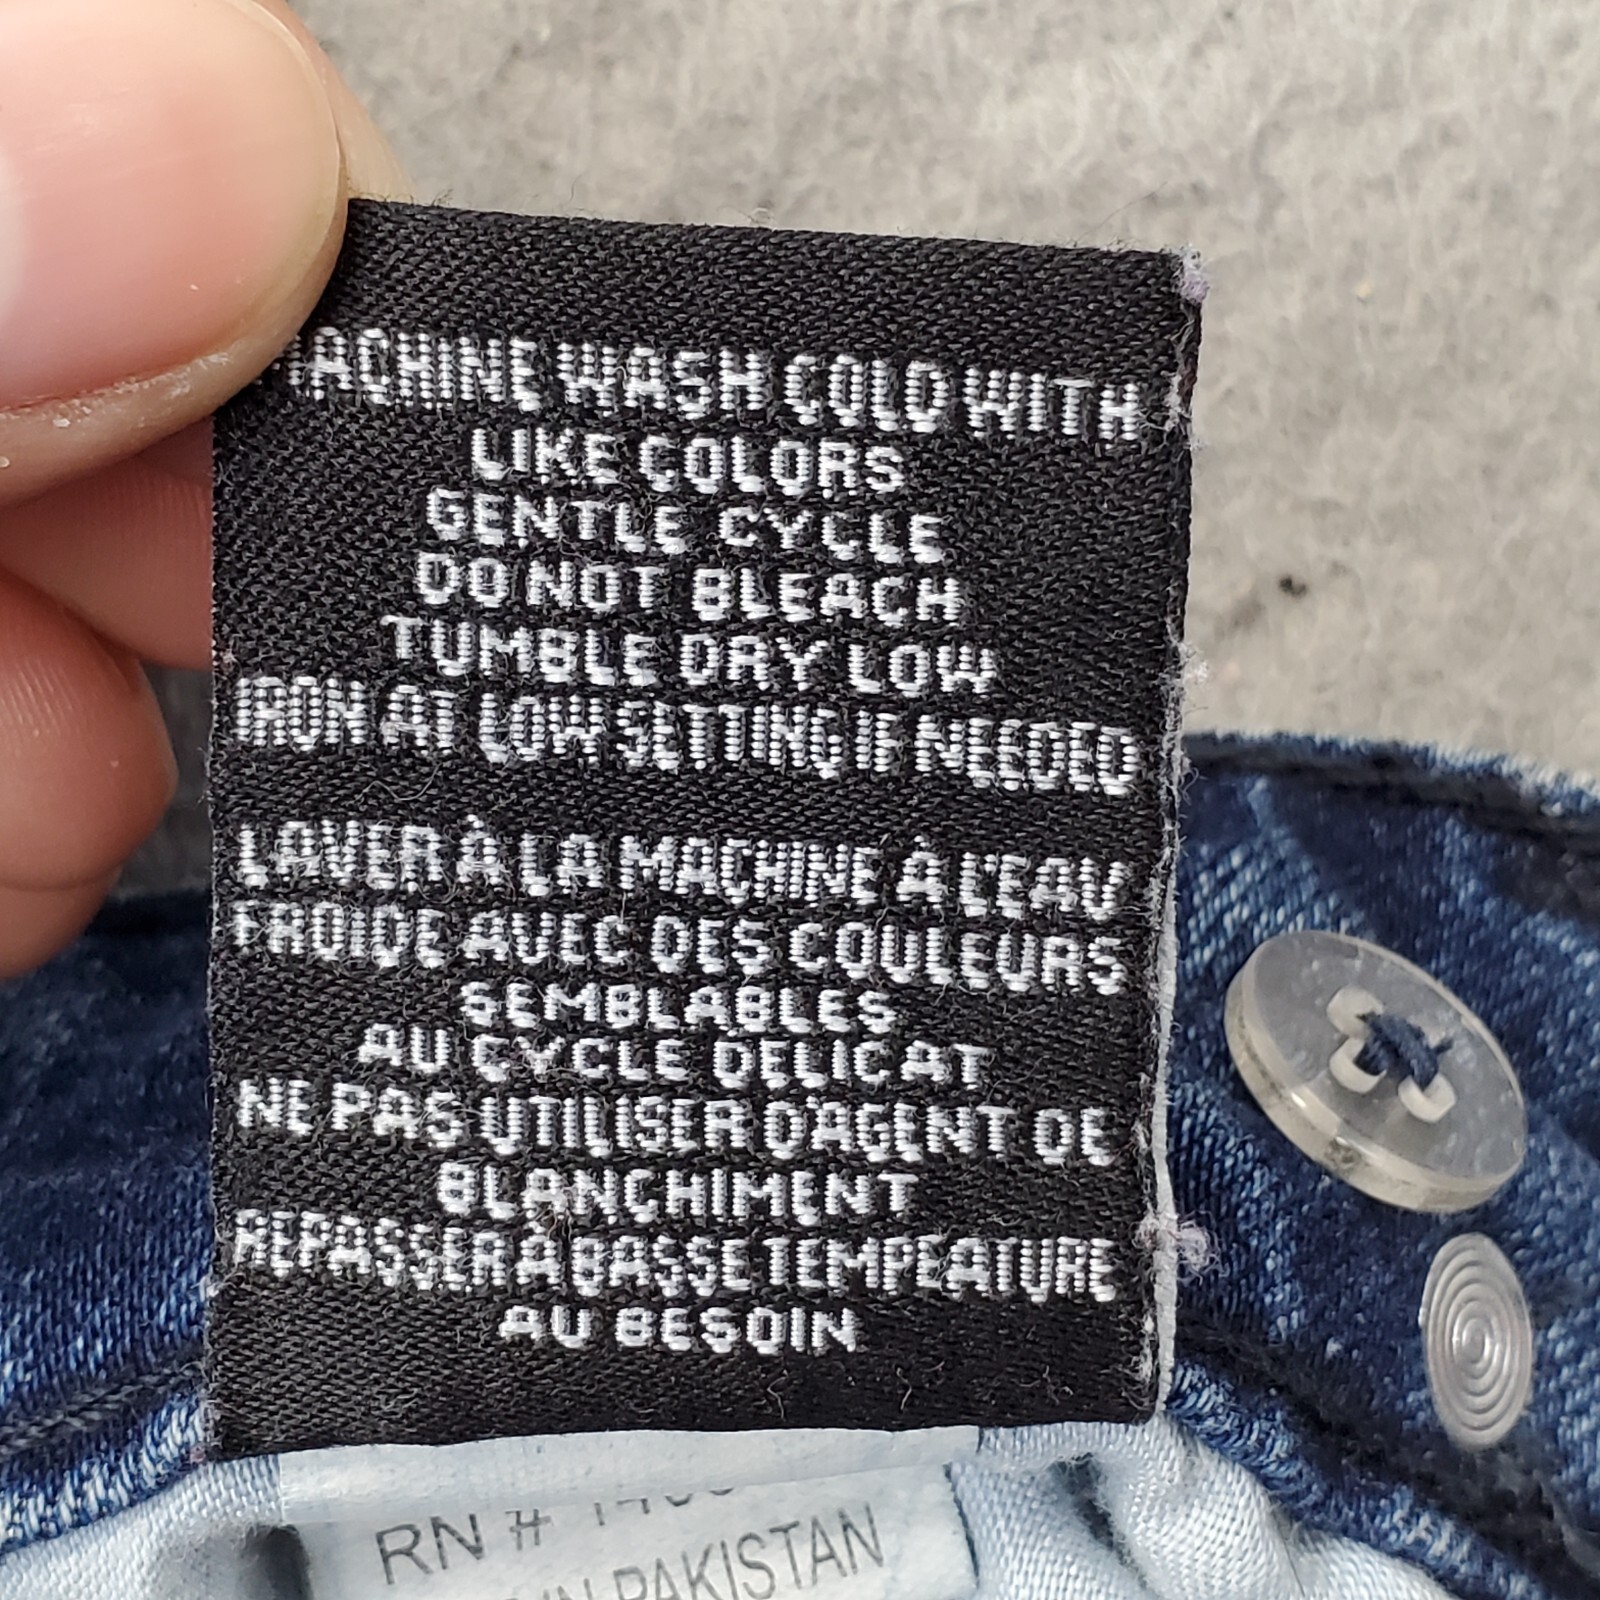 MACHINE WASH COLD WITH
LIKE COLORS
GENTLE CYCLE
DO NOT BLEACH
TUMBLE DRY LOW
IRON AT LOW SETTING IF NEEDED
LAVER À LA MACHINE À L'EAU
FROIDE AVEC DES COULEURS
SEMBLABLES
AU CYCLE DELICAT
NE PAS UTILISER D'AGENT DE
BLANCHIMENT
REPASSER À BASSE TEMPEATURE
AU BESOIN
RN #
IN PAKISTAN